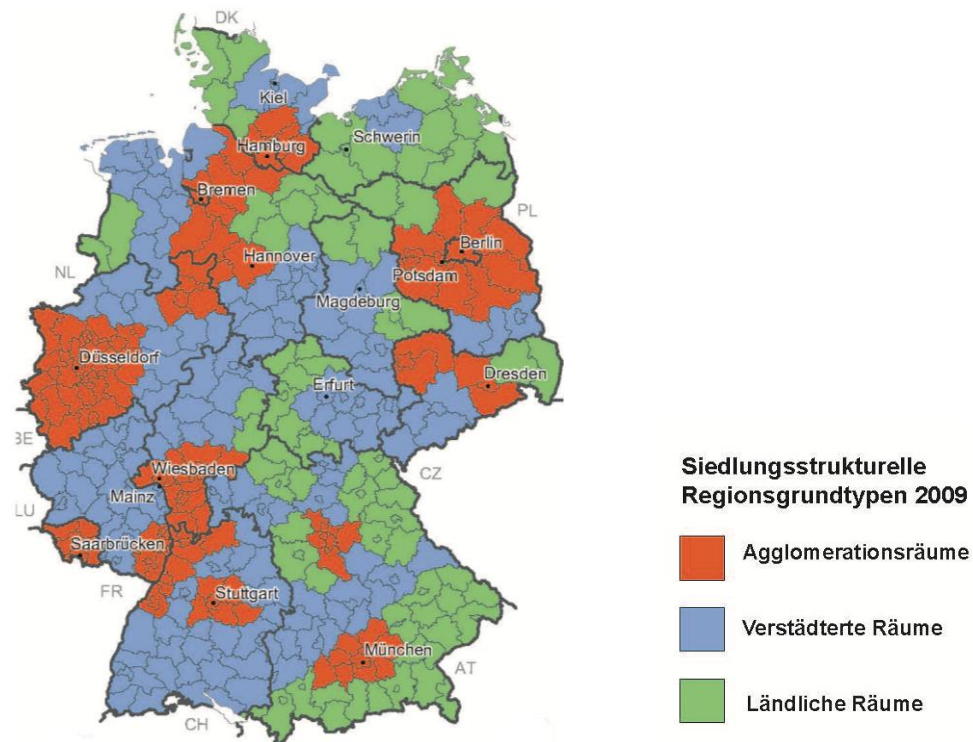 DK
Kiel
Schwerin
Hamburg
Bremen
PL
Berlin
Hannover
Potsdam
NL
Magdeburg
Düsseldorf
Dresden
Erfurt
BE
CZ
Wiesbaden
Mainz
LU
Saarbrücken
FR
Stuttgart
München
AT
CH
Siedlungsstrukturelle
Regionsgrundtypen 2009
Agglomerationsräume
Verstädterte Räume
Ländliche Räume